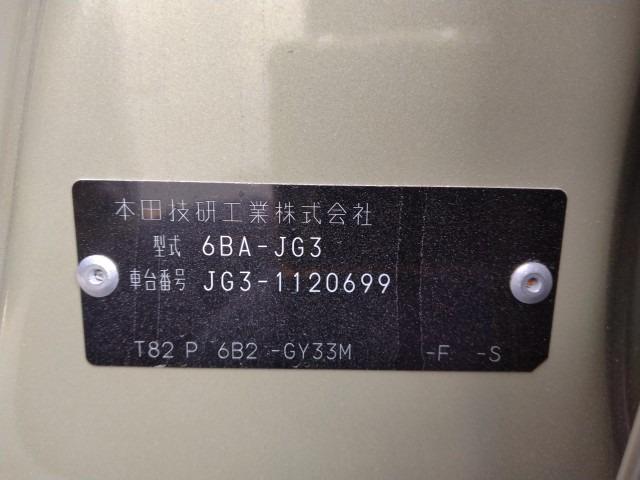 本田技研工業株式会社
型式 6BA-JG3
車台番号 JG3-1120699
T82 P 6B2 -GY33M -F -S